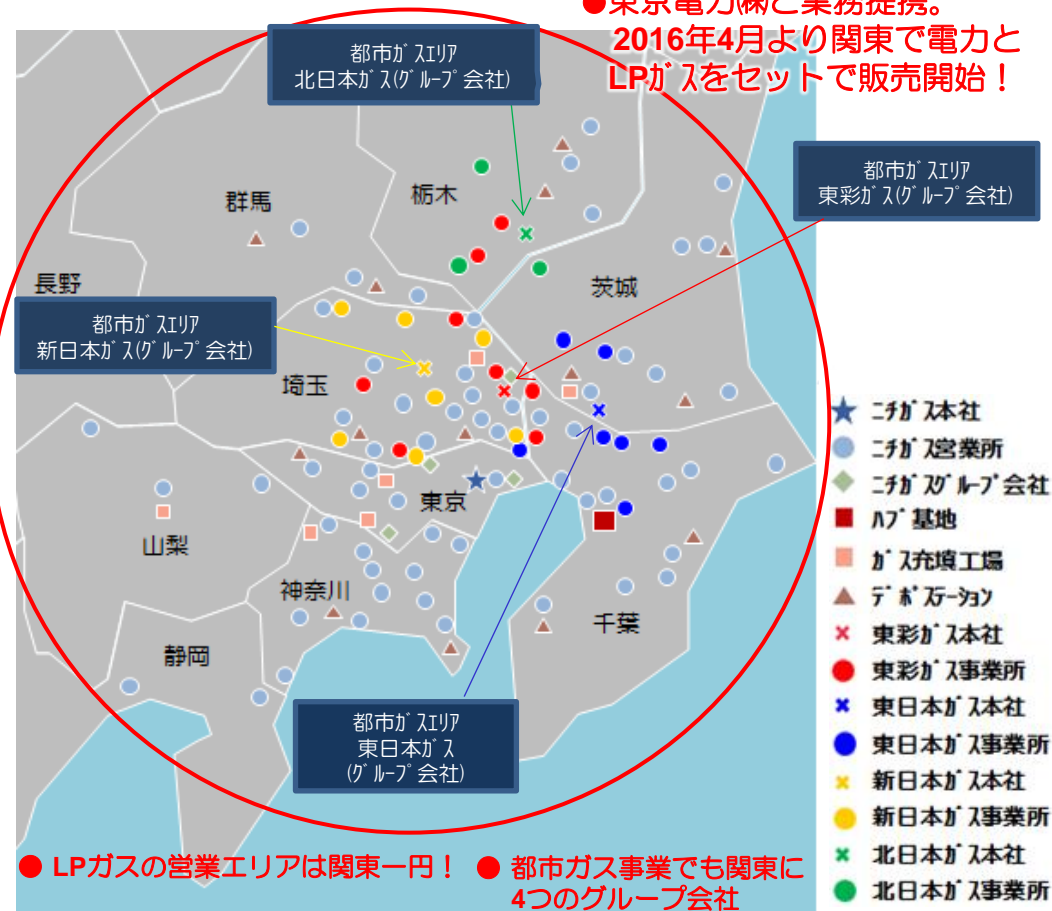 ●東京電力㈱と業務提携。
2016年4月より関東で電力と
LPｶﾞｽをセットで販売開始！
都市ｶﾞｽｴﾘｱ
北日本ｶﾞｽ(ｸﾞﾙｰﾌﾟ会社)
都市ｶﾞｽｴﾘｱ
東彩ｶﾞｽ(ｸﾞﾙｰﾌﾟ会社)
群馬
栃木
長野
茨城
都市ｶﾞｽｴﾘｱ
新日本ｶﾞｽ(ｸﾞﾙｰﾌﾟ会社)
埼玉
東京
山梨
神奈川
千葉
静岡
都市ｶﾞｽｴﾘｱ
東日本ｶﾞｽ
(ｸﾞﾙｰﾌﾟ会社)
ﾆﾁｶﾞｽ本社
ﾆﾁｶﾞｽ営業所
ﾆﾁｶﾞｽｸﾞﾙｰﾌﾟ会社
ﾊﾌﾞ基地
ｶﾞｽ充填工場
ﾃﾞﾎﾟｽﾃｰｼｮﾝ
東彩ｶﾞｽ本社
東彩ｶﾞｽ事業所
東日本ｶﾞｽ本社
東日本ｶﾞｽ事業所
新日本ｶﾞｽ本社
新日本ｶﾞｽ事業所
北日本ｶﾞｽ本社
北日本ｶﾞｽ事業所
● LPガスの営業エリアは関東一円！
● 都市ガス事業でも関東に
4つのグループ会社